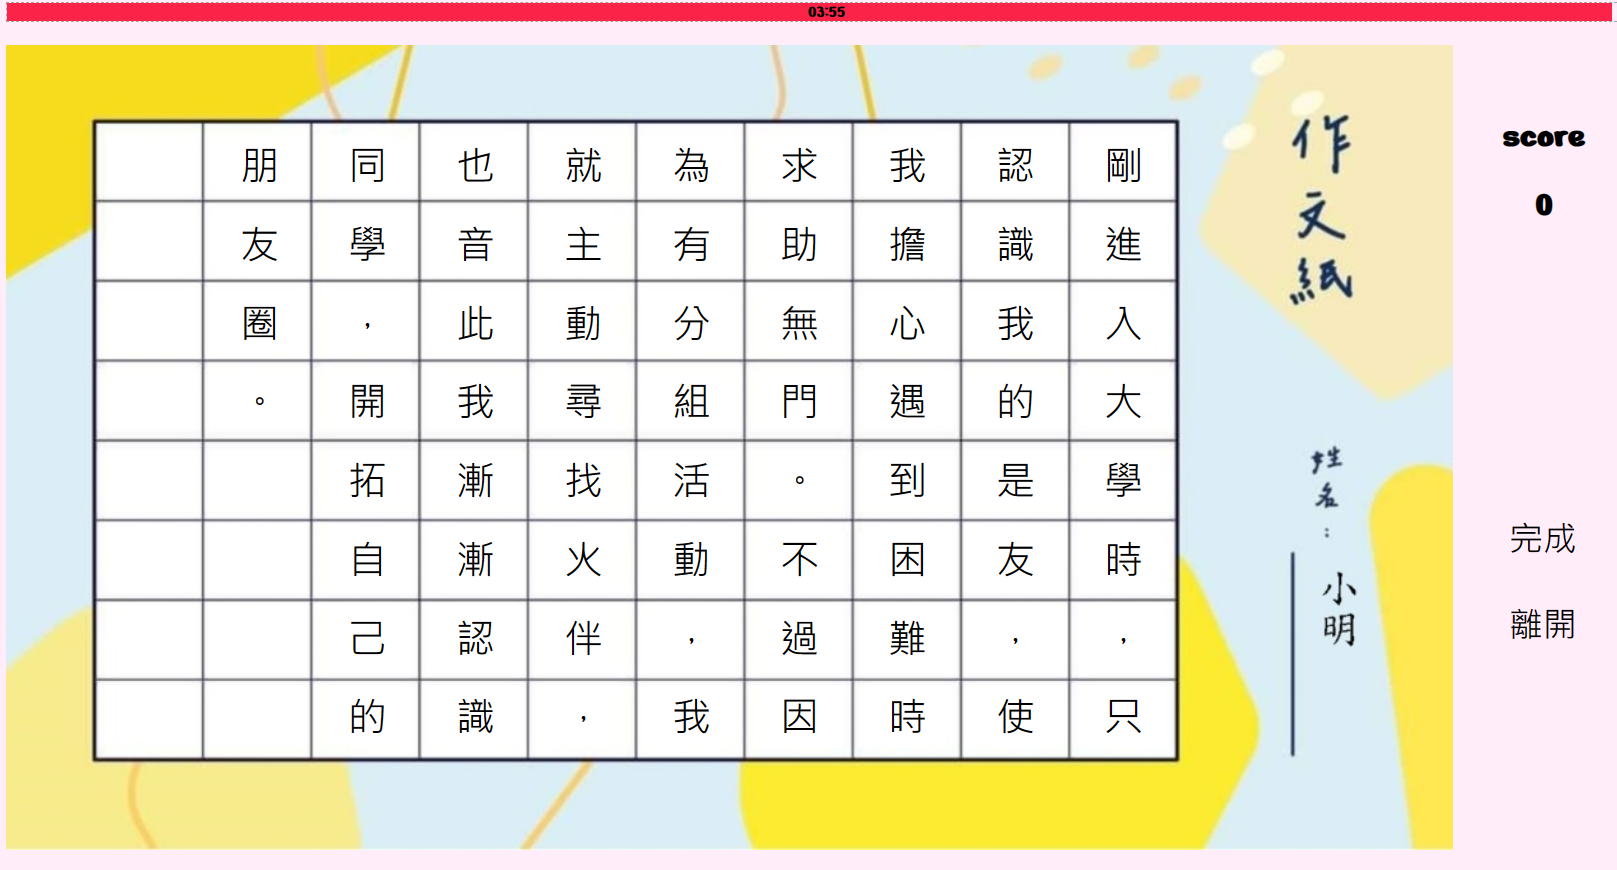 03:55
作文紙
姓名：小明
剛進入大學時，只
認識我的是友，使
我擔心遇到困難時
求助無門。不過因
為有分組活動，我
就主動尋找火伴，
也音此我漸漸認識
同學，開拓自己的
朋友圈。
score
0
完成
離開